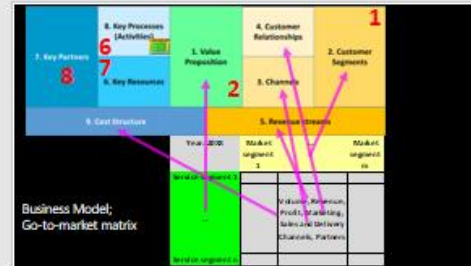 8. Key Processes
(Activities)
4. Customer
Relationships
1
7. Key Partners
6
1. Value
Proposition
2. Customer
Segments
8
7
6. Key Resources
2
3. Channels
9. Cost Structure
5. Revenue streams
Year 20XX
Market
segment
1
Market
segment
m
Service segment 1
Volume, Revenue,
Profit, Marketing,
Sales and Delivery
Channels, Partners
Business Model;
Go-to-market matrix
...
Service segment n